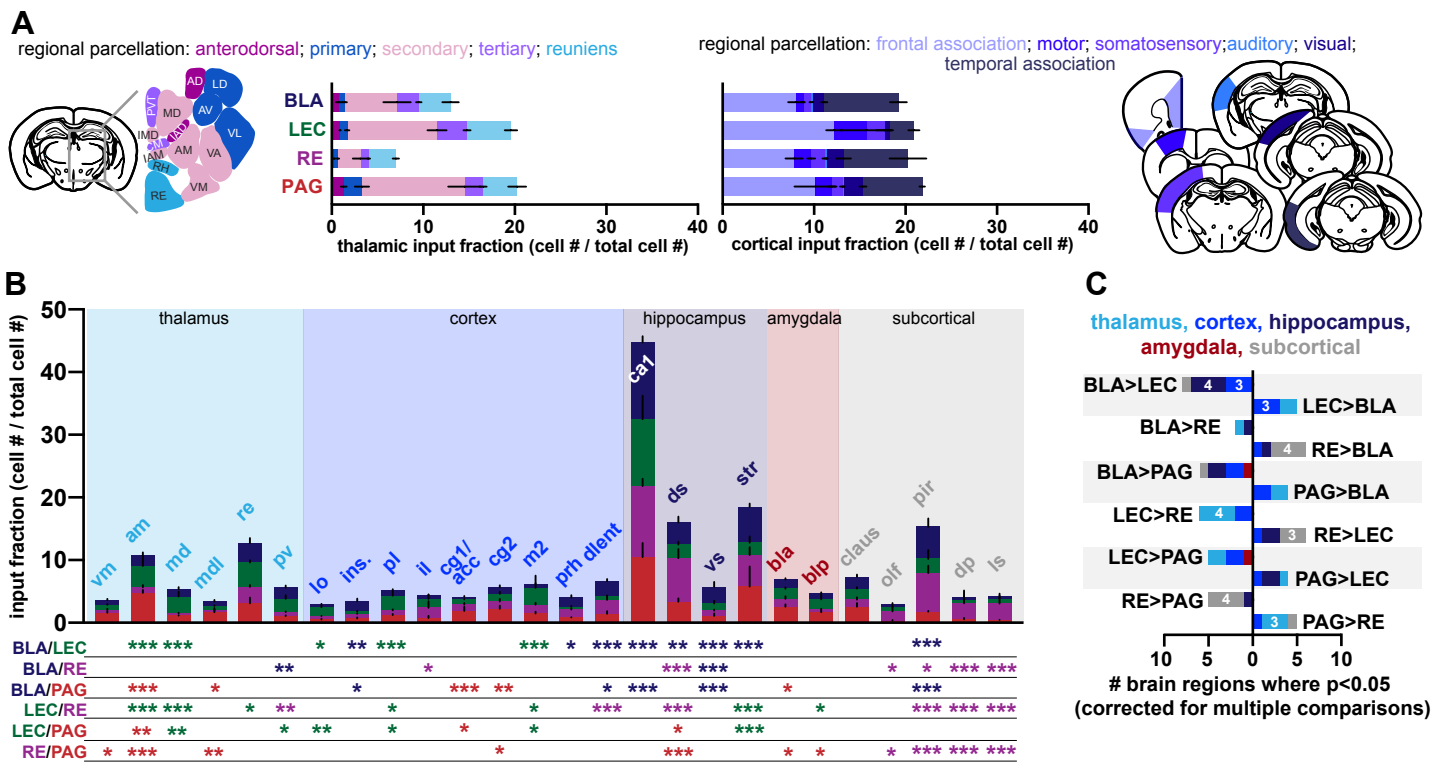 A
regional parcellation: anterodorsal; primary; secondary; tertiary; reuniens
AD
LD
PVT
MD
AV
IMD
IAD
VL
CM
IAM
AM
VA
RH
RE
VM
BLA
LEC
RE
PAG
0 10 20 30 40
thalamic input fraction (cell # / total cell #)
regional parcellation: frontal association; motor; somatosensory;auditory; visual;
temporal association
0 10 20 30 40
cortical input fraction (cell # / total cell #)
B
input fraction (cell # / total cell #)
50
40
30
20
10
0
thalamus cortex hippocampus amygdala subcortical
vm am md mdl re pv lo ins. pl il cg1/acc cg2 m2 prh dlent ca1 ds vs str bla blp claus olf pir dp ls
BLA/LEC *** *** * ** *** *** * *** *** ** *** *** ***
BLA/RE ** * *** *** * * *** ***
BLA/PAG *** * * *** ** * *** *** * ***
LEC/RE *** *** * ** * * *** *** *** * *** *** *** 
LEC/PAG ** ** * ** * * * * ***
RE/PAG * *** ** * *** * * * *** *** ***
C
thalamus, cortex, hippocampus,
amygdala, subcortical
BLA>LEC 4 3
3 LEC>BLA
BLA>RE
4 RE>BLA
BLA>PAG
PAG>BLA
LEC>RE 4
3 RE>LEC
LEC>PAG
PAG>LEC
RE>PAG 4
3 PAG>RE
10 5 0 5 10
# brain regions where p<0.05
(corrected for multiple comparisons)